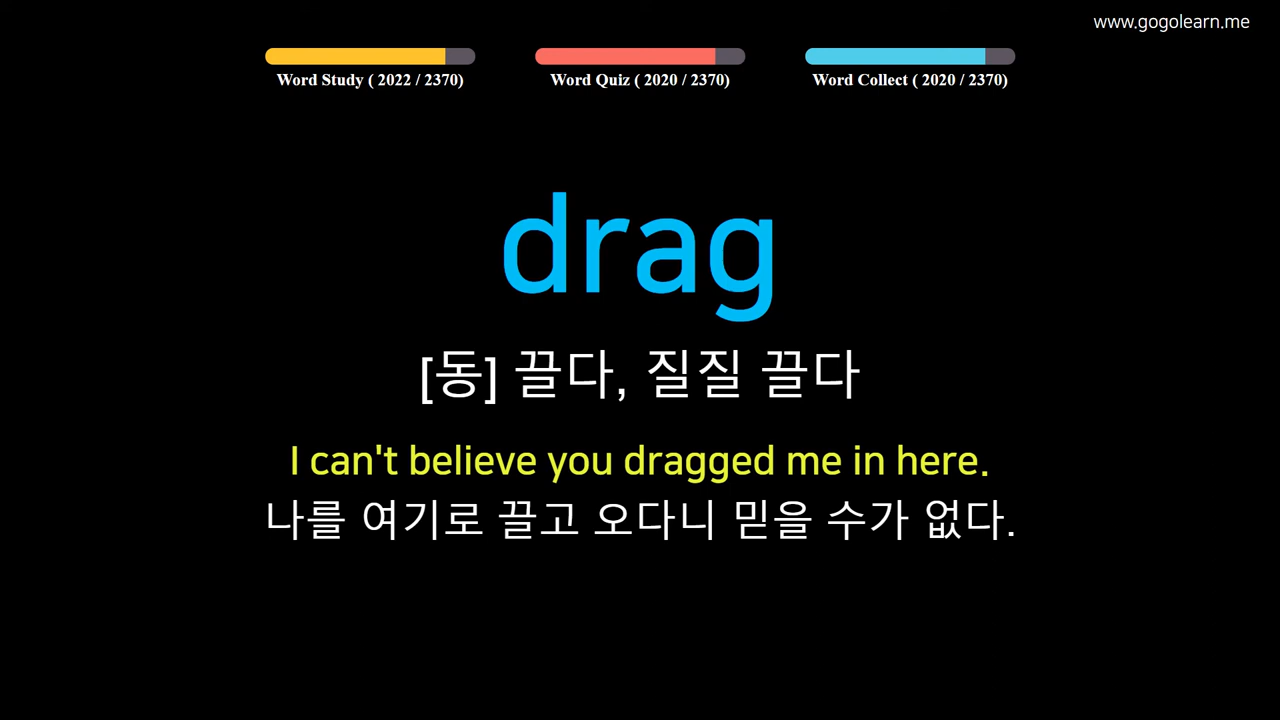 www.gogolearn.me
Word Study ( 2022 / 2370)
Word Quiz ( 2020 / 2370)
Word Collect ( 2020 / 2370)
drag
[동] 끌다, 질질 끌다
I can't believe you dragged me in here.
나를 여기로 끌고 오다니 믿을 수가 없다.